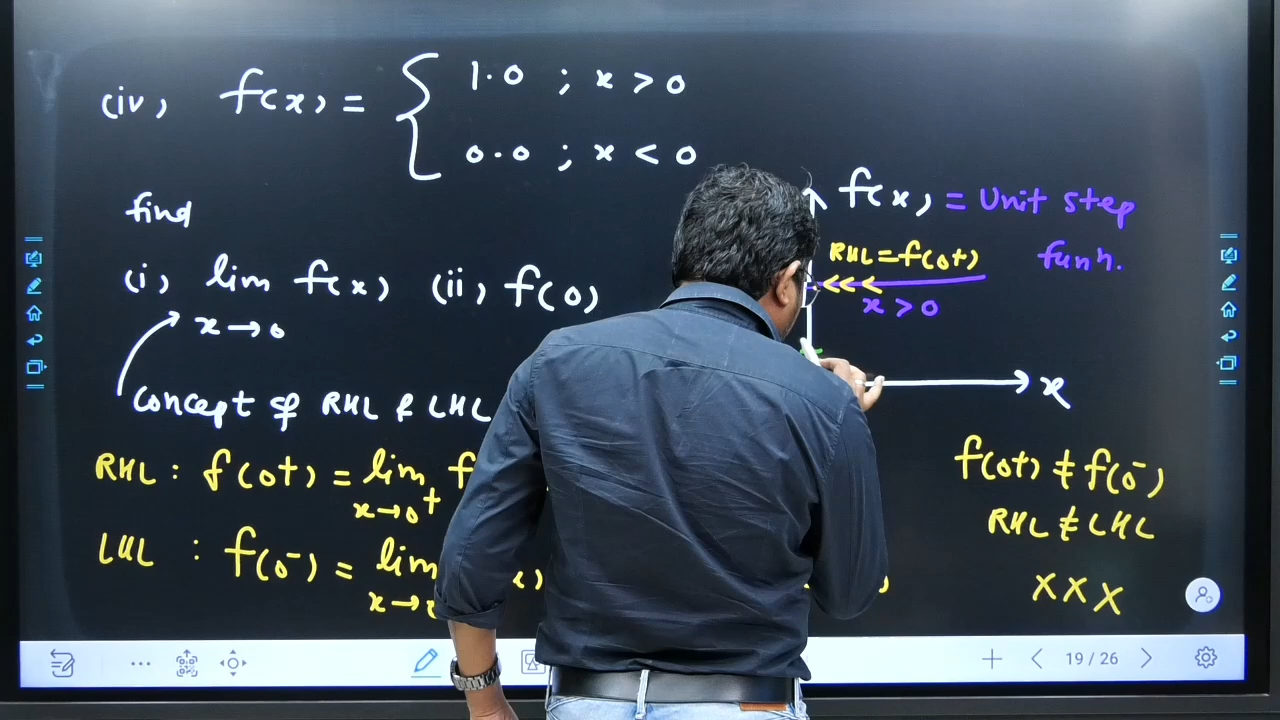 (iv) f(x) = { 1.0 ; x > 0
0.0 ; x < 0
find
(i) lim f(x) (ii) f(0)
x→0
concept of RHL & LHL
RHL : f(0+) = lim f
x→0+
LHL : f(0-) = lim
x→
f(x) = Unit step
funn.
RHL = f(0+)
x > 0
x
f(0+) ≠ f(0-)
RHL ≠ LHL
XXX
19 / 26